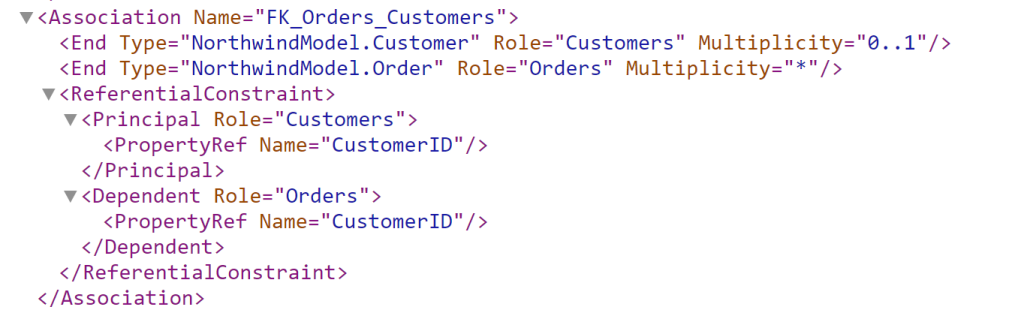 <Association Name="FK_Orders_Customers">
<End Type="NorthwindModel.Customer" Role="Customers" Multiplicity="0..1"/>
<End Type="NorthwindModel.Order" Role="Orders" Multiplicity="*"/>
<ReferentialConstraint>
<Principal Role="Customers">
<PropertyRef Name="CustomerID"/>
</Principal>
<Dependent Role="Orders">
<PropertyRef Name="CustomerID"/>
</Dependent>
</ReferentialConstraint>
</Association>